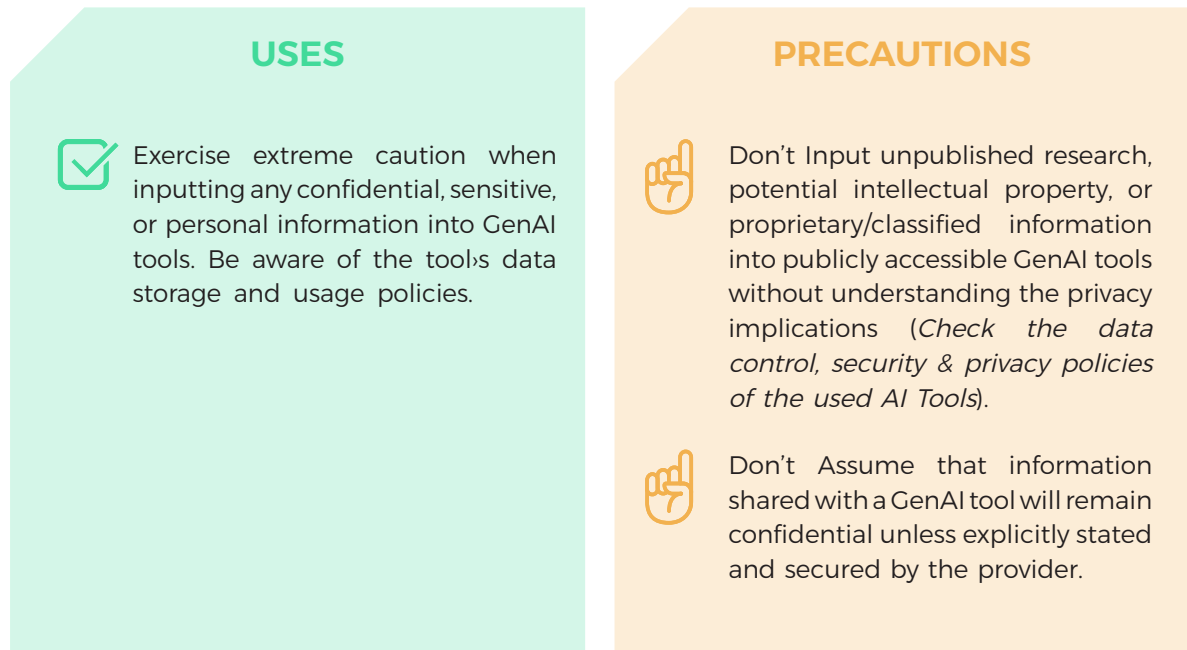 USES
Exercise extreme caution when
inputting any confidential, sensitive,
or personal information into GenAI
tools. Be aware of the tool›s data
storage and usage policies.
PRECAUTIONS
Don’t Input unpublished research,
potential intellectual property, or
proprietary/classified information
into publicly accessible GenAI tools
without understanding the privacy
implications (Check the data
control, security & privacy policies
of the used AI Tools).
Don’t Assume that information
shared with a GenAI tool will remain
confidential unless explicitly stated
and secured by the provider.